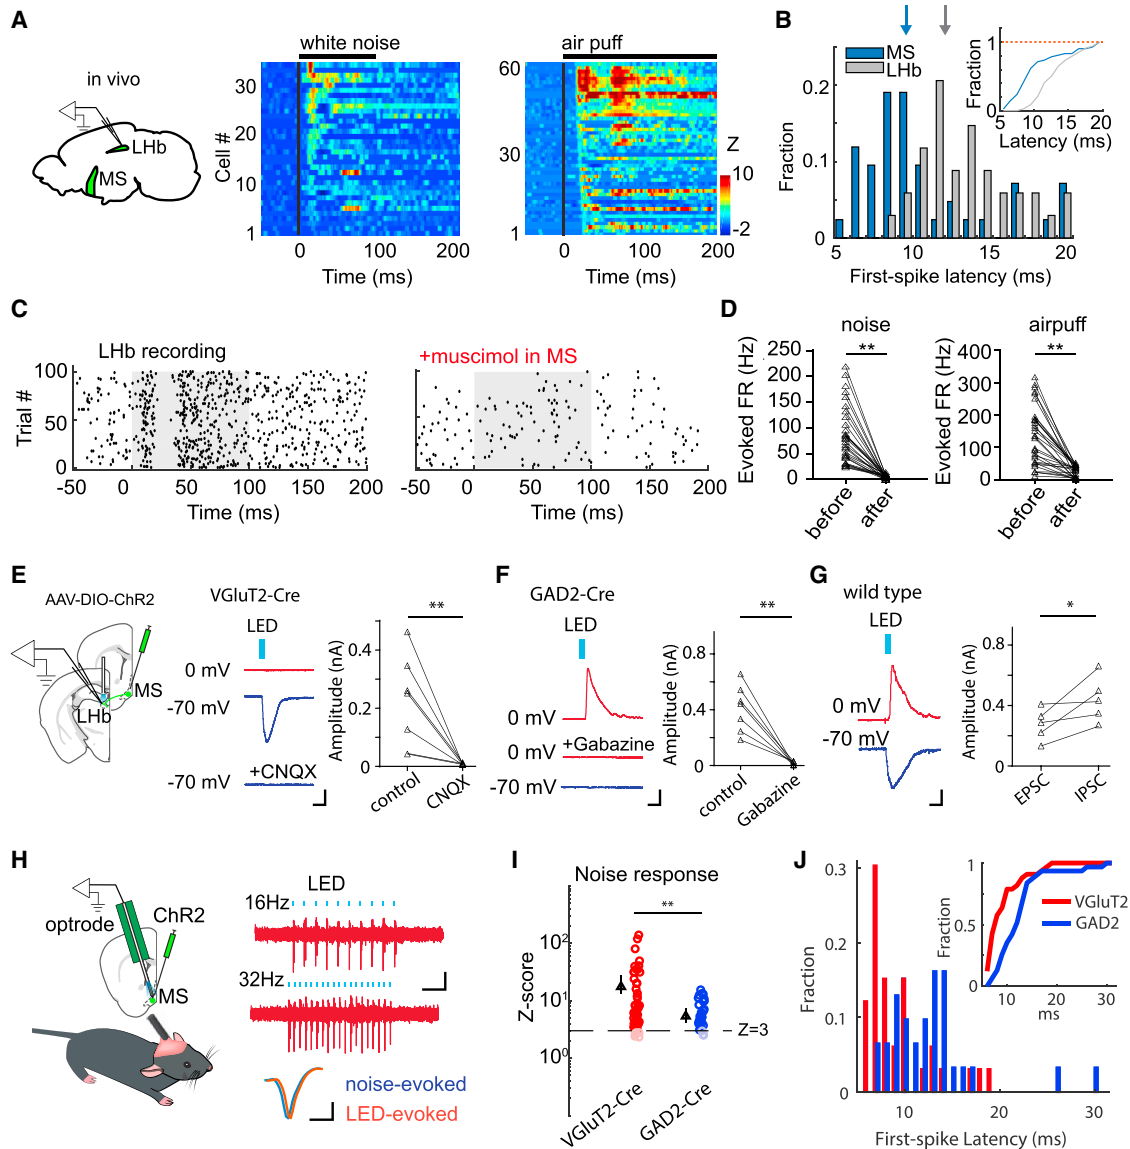 A
in vivo
LHb
MS
white noise
Cell #
30
20
10
1
0
100
200
Time (ms)
air puff
60
30
1
Z
10
-2
0
100
200
Time (ms)
B
MS
LHb
Fraction
0.2
0.1
0
5
10
15
20
First-spike latency (ms)
Fraction
1
0
5
10
15
20
Latency (ms)
C
LHb recording
Trial #
100
50
0
-50
0
50
100
150
200
Time (ms)
+muscimol in MS
-50
0
50
100
150
200
Time (ms)
D
noise
**
Evoked FR (Hz)
250
200
150
100
50
0
before
after
airpuff
**
Evoked FR (Hz)
400
300
200
100
0
before
after
E
AAV-DIO-ChR2
MS
LHb
VGluT2-Cre
LED
0 mV
-70 mV
-70 mV
+CNQX
**
Amplitude (nA)
0.4
0.2
0
control
CNQX
F
GAD2-Cre
LED
0 mV
0 mV
+Gabazine
-70 mV
**
Amplitude (nA)
0.8
0.4
0
control
Gabazine
G
wild type
LED
0 mV
-70 mV
*
Amplitude (nA)
0.8
0.4
0
EPSC
IPSC
H
optrode
ChR2
MS
LED
16Hz
32Hz
noise-evoked
LED-evoked
I
Noise response
**
Z-score
10²
10¹
10⁰
Z=3
VGluT2-Cre
GAD2-Cre
J
Fraction
0.3
0.2
0.1
0
10
20
30
First-spike Latency (ms)
Fraction
1
0.5
0
10
20
30
ms
VGluT2
GAD2